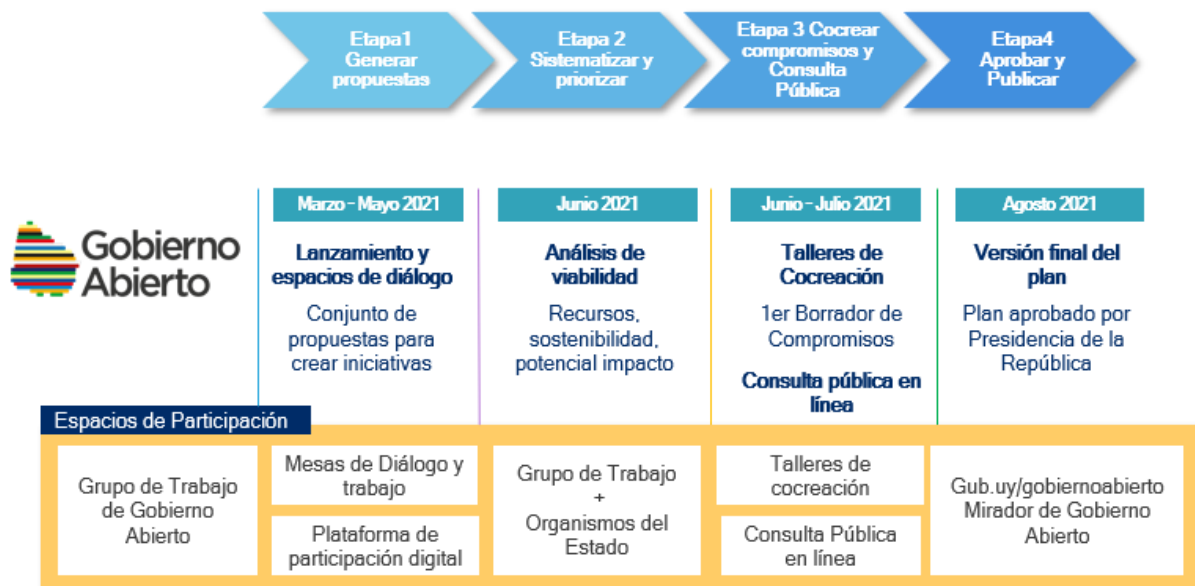 Etapa1
Generar
propuestas
Etapa 2
Sistematizar y
priorizar
Etapa 3 Cocrear
compromisos y
Consulta
Pública
Etapa4
Aprobar y
Publicar
Gobierno
Abierto
Marzo - Mayo 2021
Lanzamiento y
espacios de diálogo
Conjunto de
propuestas para
crear iniciativas
Junio 2021
Análisis de
viabilidad
Recursos,
sostenibilidad,
potencial impacto
Junio - Julio 2021
Talleres de
Cocreación
1er Borrador de
Compromisos
Consulta pública en
línea
Agosto 2021
Versión final del
plan
Plan aprobado por
Presidencia de la
República
Espacios de Participación
Grupo de Trabajo
de Gobierno
Abierto
Mesas de Diálogo y
trabajo
Plataforma de
participación digital
Grupo de Trabajo
+
Organismos del
Estado
Talleres de
cocreación
Consulta Pública
en línea
Gub.uy/gobiernoabierto
Mirador de Gobierno
Abierto